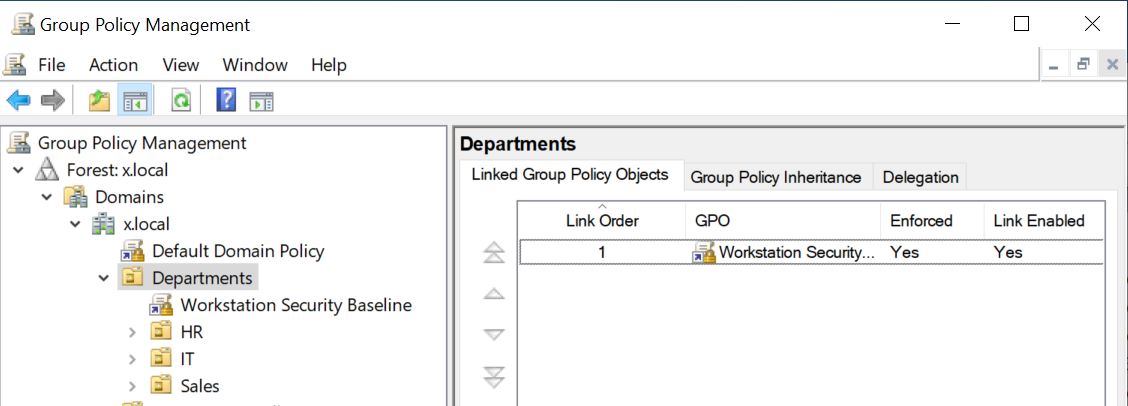 Group Policy Management
File Action View Window Help
Group Policy Management
Forest: x.local
Domains
x.local
Default Domain Policy
Departments
Workstation Security Baseline
HR
IT
Sales
Departments
Linked Group Policy Objects Group Policy Inheritance Delegation
Link Order GPO Enforced Link Enabled
1 Workstation Security... Yes Yes